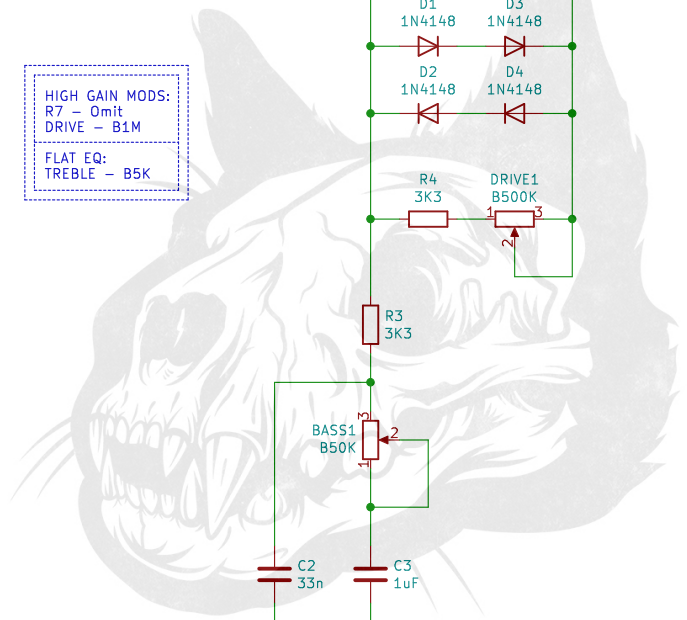 D1
1N4148
D3
1N4148
D2
1N4148
D4
1N4148
HIGH GAIN MODS:
R7 – Omit
DRIVE – B1M
FLAT EQ:
TREBLE – B5K
R4
3K3
DRIVE1
B500K
1
3
2
R3
3K3
3
BASS1
B50K
2
1
C2
33n
C3
1uF